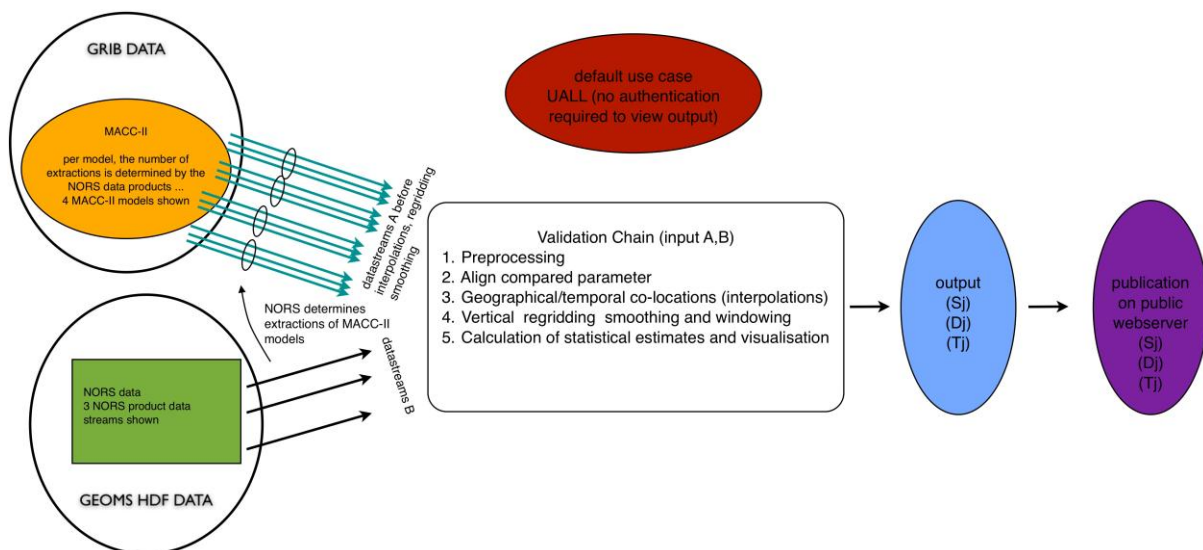 GRIB DATA
MACC-II
per model, the number of
extractions is determined by the
NORS data products ...
4 MACC-II models shown
default use case
UALL (no authentication
required to view output)
datastreams A before
interpolations, regridding
smoothing
NORS determines
extractions of MACC-II
models
datastreams B
NORS data
3 NORS product data
streams shown
GEOMS HDF DATA
Validation Chain (input A,B)
1. Preprocessing
2. Align compared parameter
3. Geographical/temporal co-locations (interpolations)
4. Vertical regridding smoothing and windowing
5. Calculation of statistical estimates and visualisation
output
(Sj)
(Dj)
(Tj)
publication
on public
webserver
(Sj)
(Dj)
(Tj)